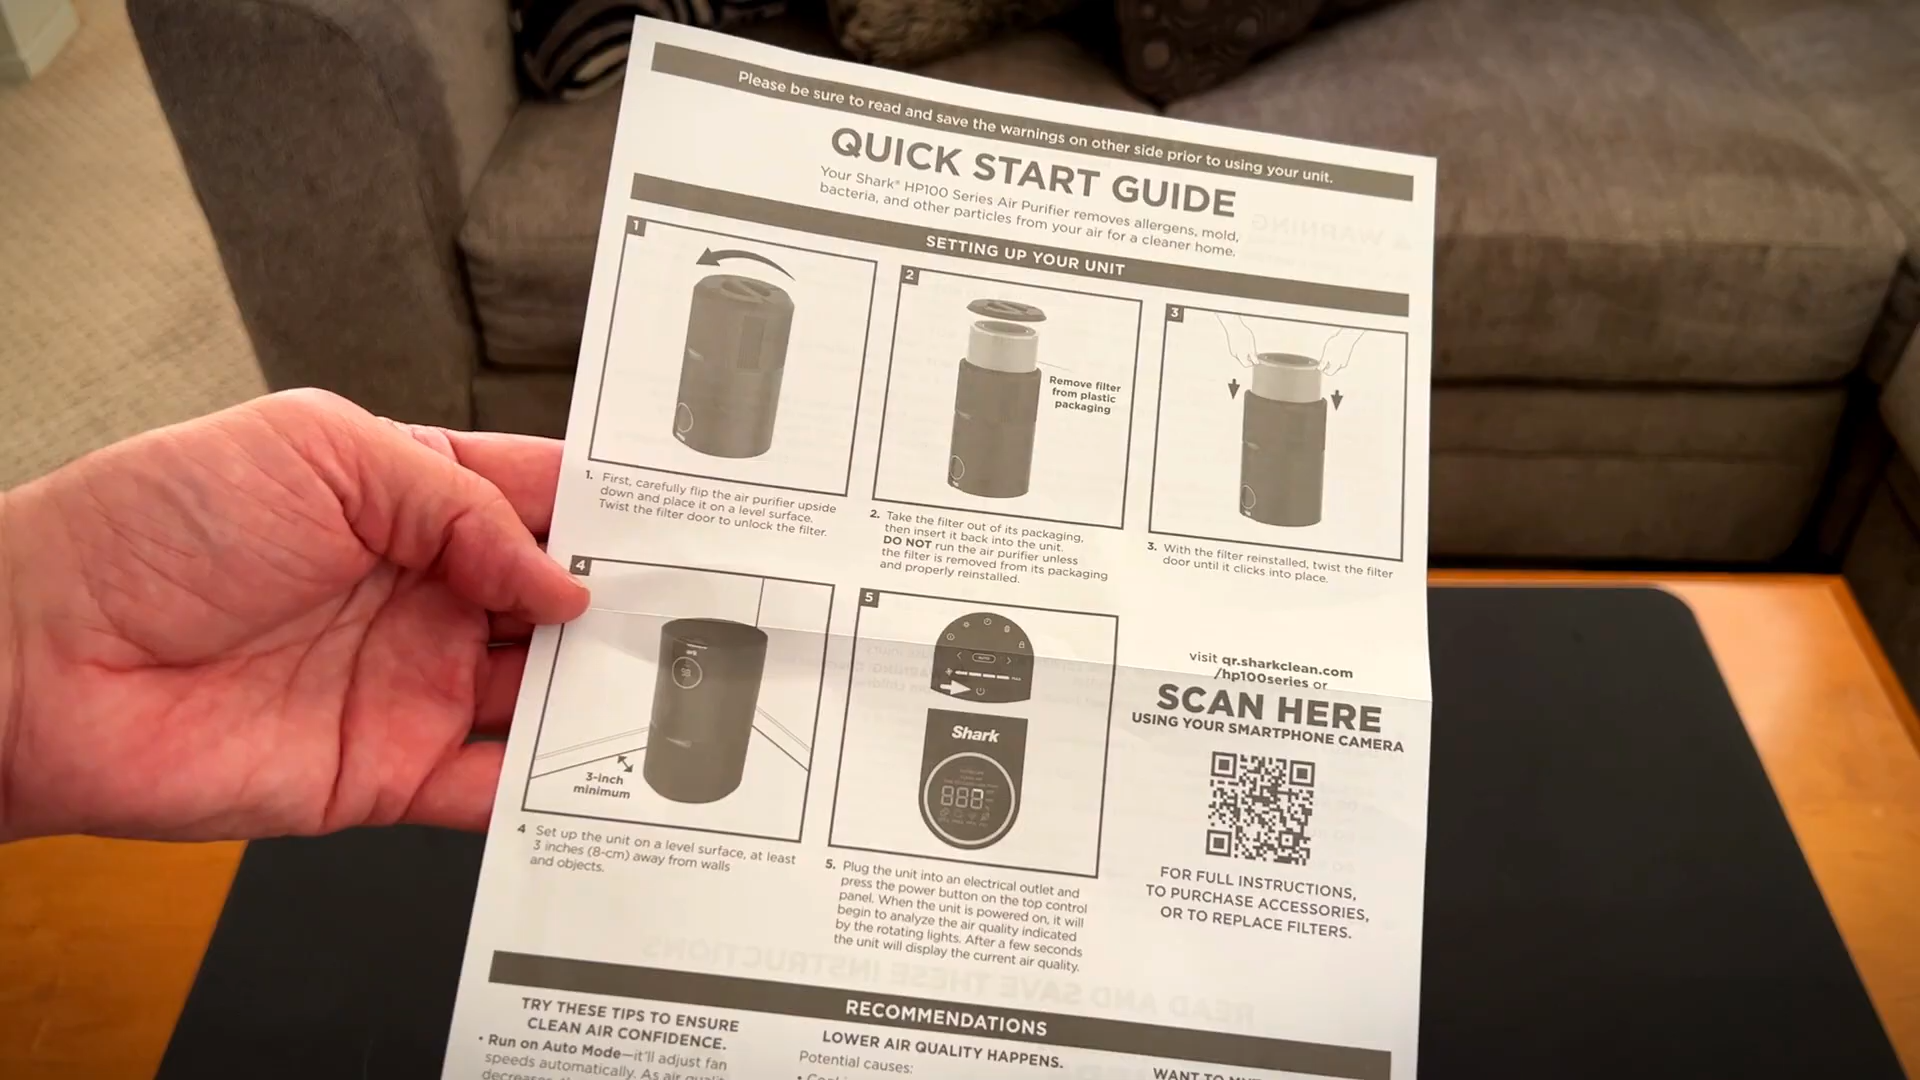 Please be sure to read and save the warnings on other side prior to using your unit.
QUICK START GUIDE
Your Shark® HP100 Series Air Purifier removes allergens, mold,
bacteria, and other particles from your air for a cleaner home.
SETTING UP YOUR UNIT
1
2
Remove filter
from plastic
packaging
3
1. First, carefully flip the air purifier upside
down and place it on a level surface.
Twist the filter door to unlock the filter.
2. Take the filter out of its packaging,
then insert it back into the unit.
DO NOT run the air purifier unless
the filter is removed from its packaging
and properly reinstalled.
3. With the filter reinstalled, twist the filter
door until it clicks into place.
4
3-inch
minimum
5
Shark
888
4 Set up the unit on a level surface, at least
3 inches (8-cm) away from walls
and objects.
5. Plug the unit into an electrical outlet and
press the power button on the top control
panel. When the unit is powered on, it will
begin to analyze the air quality indicated
by the rotating lights. After a few seconds
the unit will display the current air quality.
visit qr.sharkclean.com
/hp100series or
SCAN HERE
USING YOUR SMARTPHONE CAMERA
FOR FULL INSTRUCTIONS,
TO PURCHASE ACCESSORIES,
OR TO REPLACE FILTERS.
RECOMMENDATIONS
TRY THESE TIPS TO ENSURE
CLEAN AIR CONFIDENCE.
• Run on Auto Mode—it'll adjust fan
speeds automatically. As air
LOWER AIR QUALITY HAPPENS.
Potential causes:
WANT TO